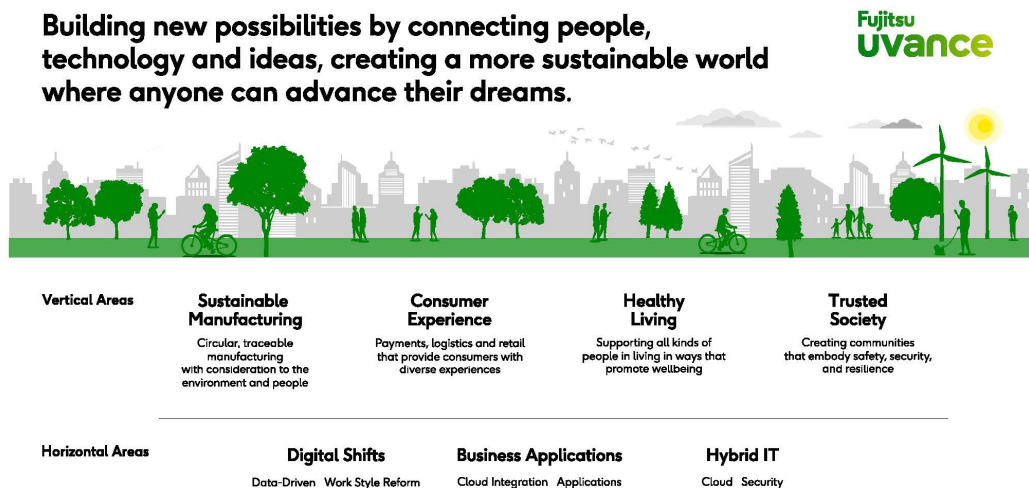 Building new possibilities by connecting people,
technology and ideas, creating a more sustainable world
where anyone can advance their dreams.
Fujitsu
uvance
Vertical Areas
Sustainable
Manufacturing
Circular, traceable
manufacturing
with consideration to the
environment and people
Consumer
Experience
Payments, logistics and retail
that provide consumers with
diverse experiences
Healthy
Living
Supporting all kinds of
people in living in ways that
promote wellbeing
Trusted
Society
Creating communities
that embody safety, security,
and resilience
Horizontal Areas
Digital Shifts
Data-Driven Work Style Reform
Business Applications
Cloud Integration Applications
Hybrid IT
Cloud Security